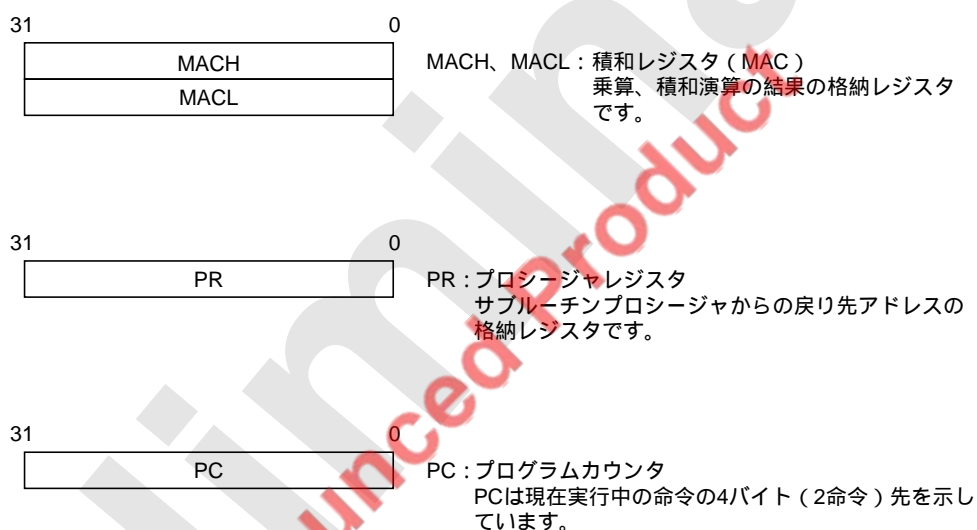 31 0
MACH
MACL
MACH、MACL：積和レジスタ（MAC）
乗算、積和演算の結果の格納レジスタ
です。
31 0
PR
PR：プロシージャレジスタ
サブルーチンプロシージャからの戻り先アドレスの
格納レジスタです。
31 0
PC
PC：プログラムカウンタ
PCは現在実行中の命令の4バイト（2命令）先を示し
ています。
unced Product
limina